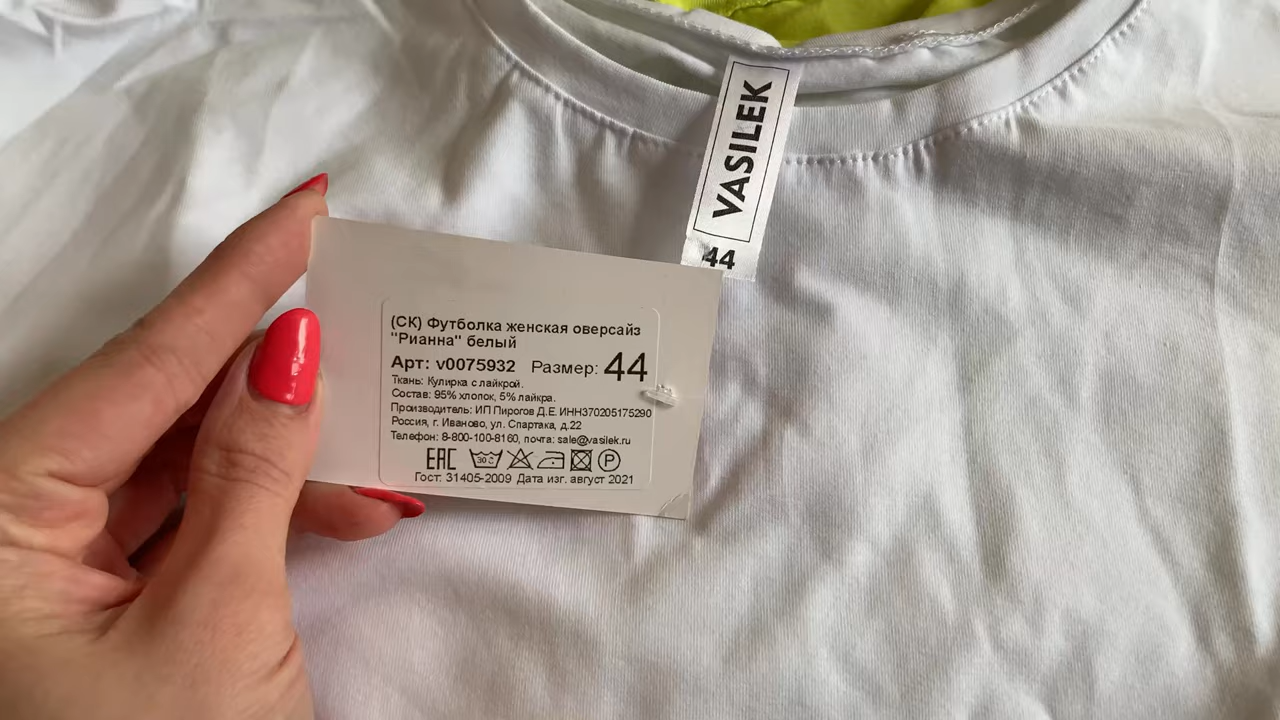 VASILEK
44
(СК) Футболка женская оверсайз
"Рианна" белый
Арт: v0075932 Размер: 44
Ткань: Кулирка с лайкрой.
Состав: 95% хлопок, 5% лайкра.
Производитель: ИП Пирогов Д.Е. ИНН370205175290
Россия, г. Иваново, ул. Спартака, д.22
Телефон: 8-800-100-8160, почта: sale@vasilek.ru
EAC 30 C P
Гост: 31405-2009 Дата изг. август 2021